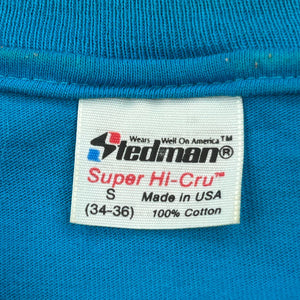 Wears Well On America™
Stedman®
Super Hi-Cru™
S Made in USA
(34-36) 100% Cotton